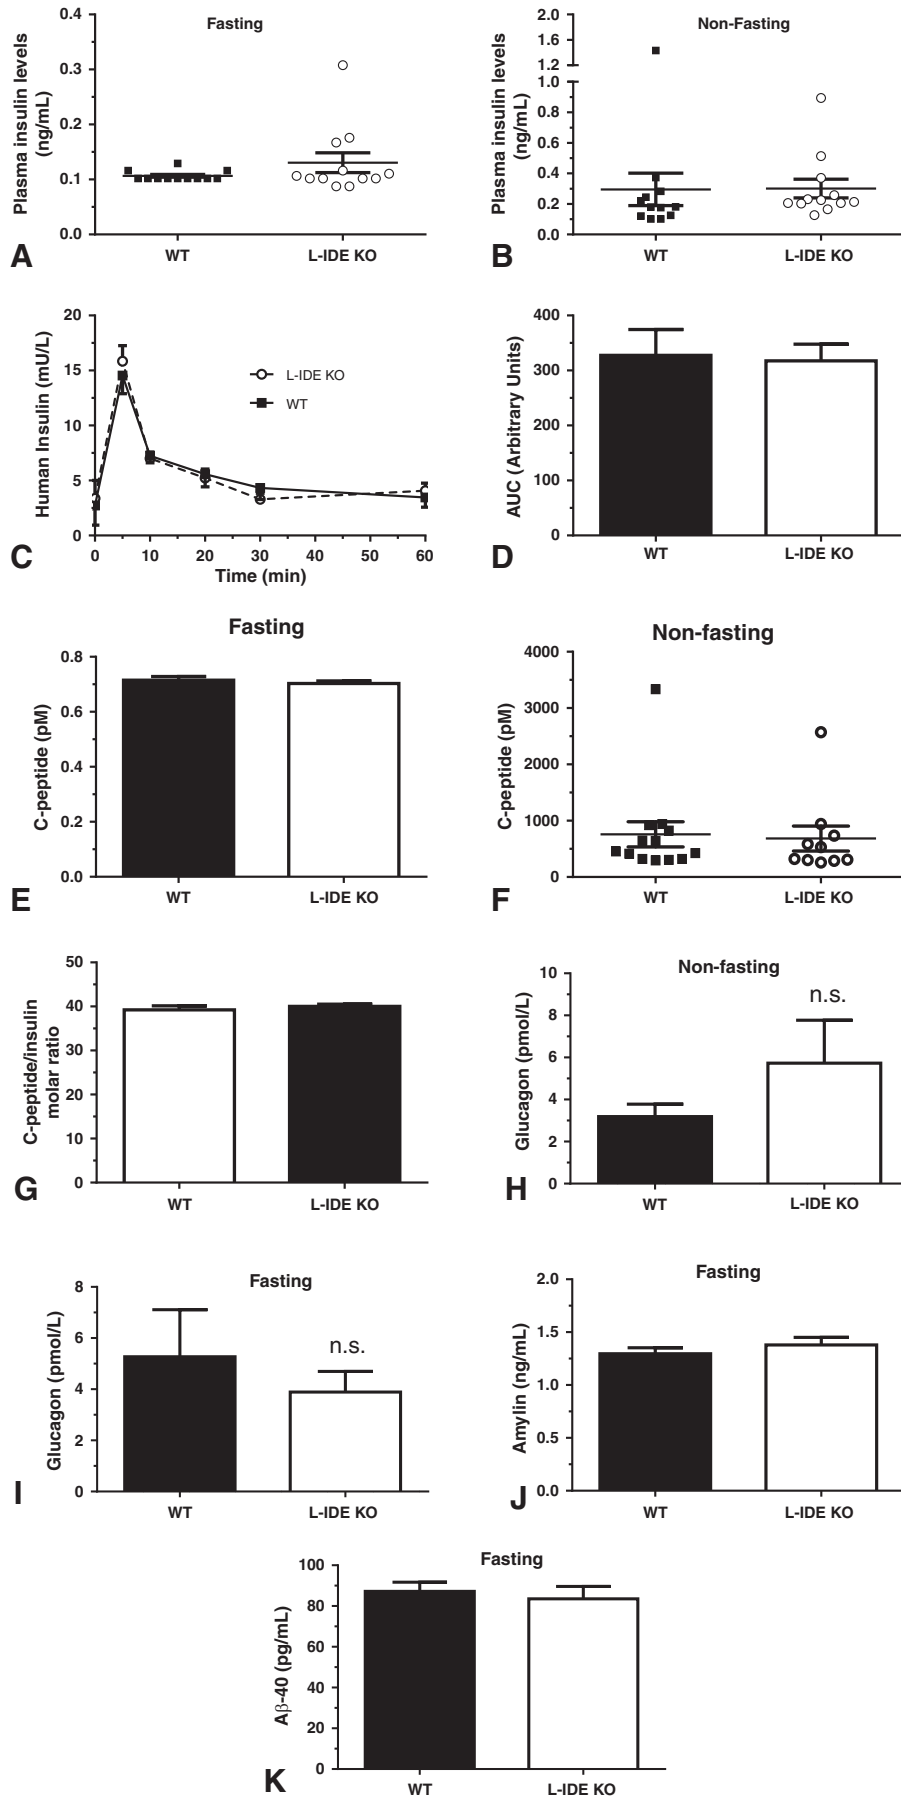 Fasting
Plasma insulin levels
(ng/mL)
0.4
0.3
0.2
0.1
0.0
WT
L-IDE KO
A
Non-Fasting
Plasma insulin levels
(ng/mL)
2.0
1.6
1.2
1.0
0.8
0.6
0.4
0.2
0.0
WT
L-IDE KO
B
Human Insulin (mU/L)
20
15
10
5
0
L-IDE KO
WT
0
10
20
30
40
50
60
Time (min)
C
AUC (Arbitrary Units)
400
300
200
100
0
WT
L-IDE KO
D
Fasting
C-peptide (pM)
0.8
0.6
0.4
0.2
0.0
WT
L-IDE KO
E
Non-fasting
C-peptide (pM)
4000
3000
2000
1000
0
WT
L-IDE KO
F
C-peptide/insulin
molar ratio
50
40
30
20
10
0
WT
L-IDE KO
G
Non-fasting
Glucagon (pmol/L)
10
8
6
4
2
0
n.s.
WT
L-IDE KO
H
Fasting
Glucagon (pmol/L)
8
6
4
2
0
n.s.
WT
L-IDE KO
I
Fasting
Amylin (ng/mL)
2.0
1.5
1.0
0.5
0.0
WT
L-IDE KO
J
Fasting
Aβ-40 (pg/mL)
100
80
60
40
20
0
WT
L-IDE KO
K